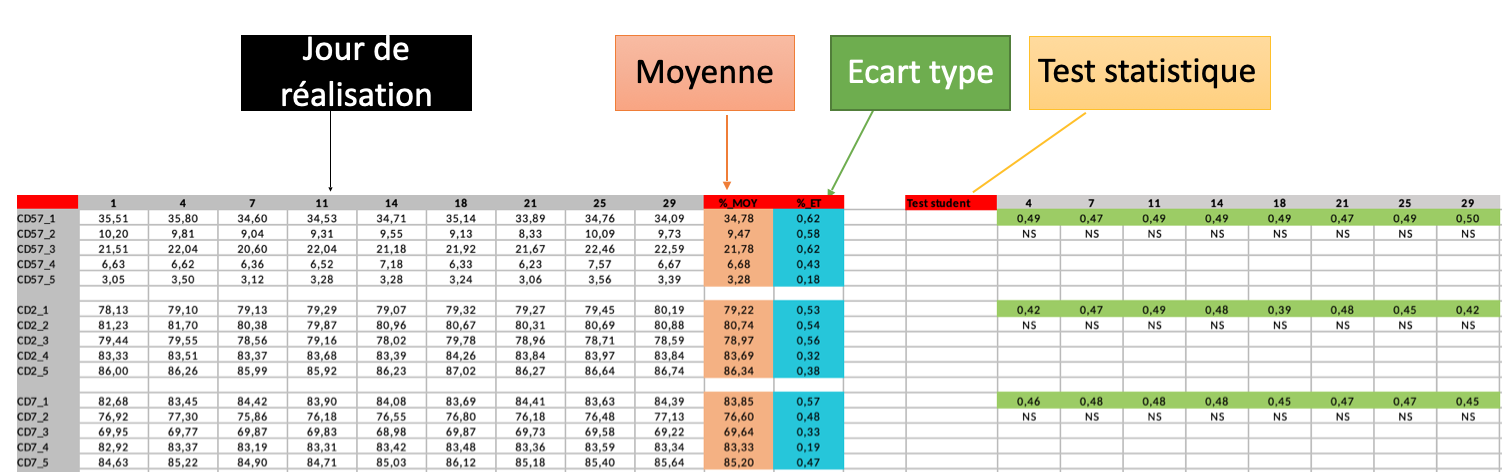 Jour de
réalisation
Moyenne
Ecart type
Test statistique
1 4 7 11 14 18 21 25 29 %_MOY %_ET Test student 4 7 11 14 18 21 25 29
CD57_1 35,51 35,80 34,60 34,53 34,71 35,14 33,89 34,76 34,09 34,78 0,62 0,49 0,47 0,49 0,49 0,49 0,47 0,49 0,50
CD57_2 10,20 9,81 9,04 9,31 9,55 9,13 8,33 10,09 9,73 9,47 0,58 NS NS NS NS NS NS NS NS
CD57_3 21,51 22,04 20,60 22,04 21,18 21,92 21,67 22,46 22,59 21,78 0,62
CD57_4 6,63 6,62 6,36 6,52 7,18 6,33 6,23 7,57 6,67 6,68 0,43
CD57_5 3,05 3,50 3,12 3,28 3,28 3,24 3,06 3,56 3,39 3,28 0,18
CD2_1 78,13 79,10 79,13 79,29 79,07 79,32 79,27 79,45 80,19 79,22 0,53 0,42 0,47 0,49 0,48 0,39 0,48 0,45 0,42
CD2_2 81,23 81,70 80,38 79,87 80,96 80,67 80,31 80,69 80,88 80,74 0,54 NS NS NS NS NS NS NS NS
CD2_3 79,44 79,55 78,56 79,16 78,02 79,78 78,96 78,71 78,59 78,97 0,56
CD2_4 83,33 83,51 83,37 83,68 83,39 84,26 83,84 83,97 83,84 83,69 0,32
CD2_5 86,00 86,26 85,99 85,92 86,23 87,02 86,27 86,64 86,74 86,34 0,38
CD7_1 82,68 83,45 84,42 83,90 84,08 83,69 84,41 83,63 84,39 83,85 0,57 0,46 0,48 0,48 0,48 0,45 0,47 0,47 0,45
CD7_2 76,92 77,30 75,86 76,18 76,55 76,80 76,18 76,48 77,13 76,60 0,48 NS NS NS NS NS NS NS NS
CD7_3 69,95 69,77 69,87 69,83 68,98 69,87 69,73 69,58 69,22 69,64 0,33
CD7_4 82,92 83,37 83,19 83,31 83,42 83,48 83,36 83,59 83,34 83,33 0,19
CD7_5 84,63 85,22 84,90 84,71 85,03 86,12 85,18 85,40 85,64 85,20 0,47